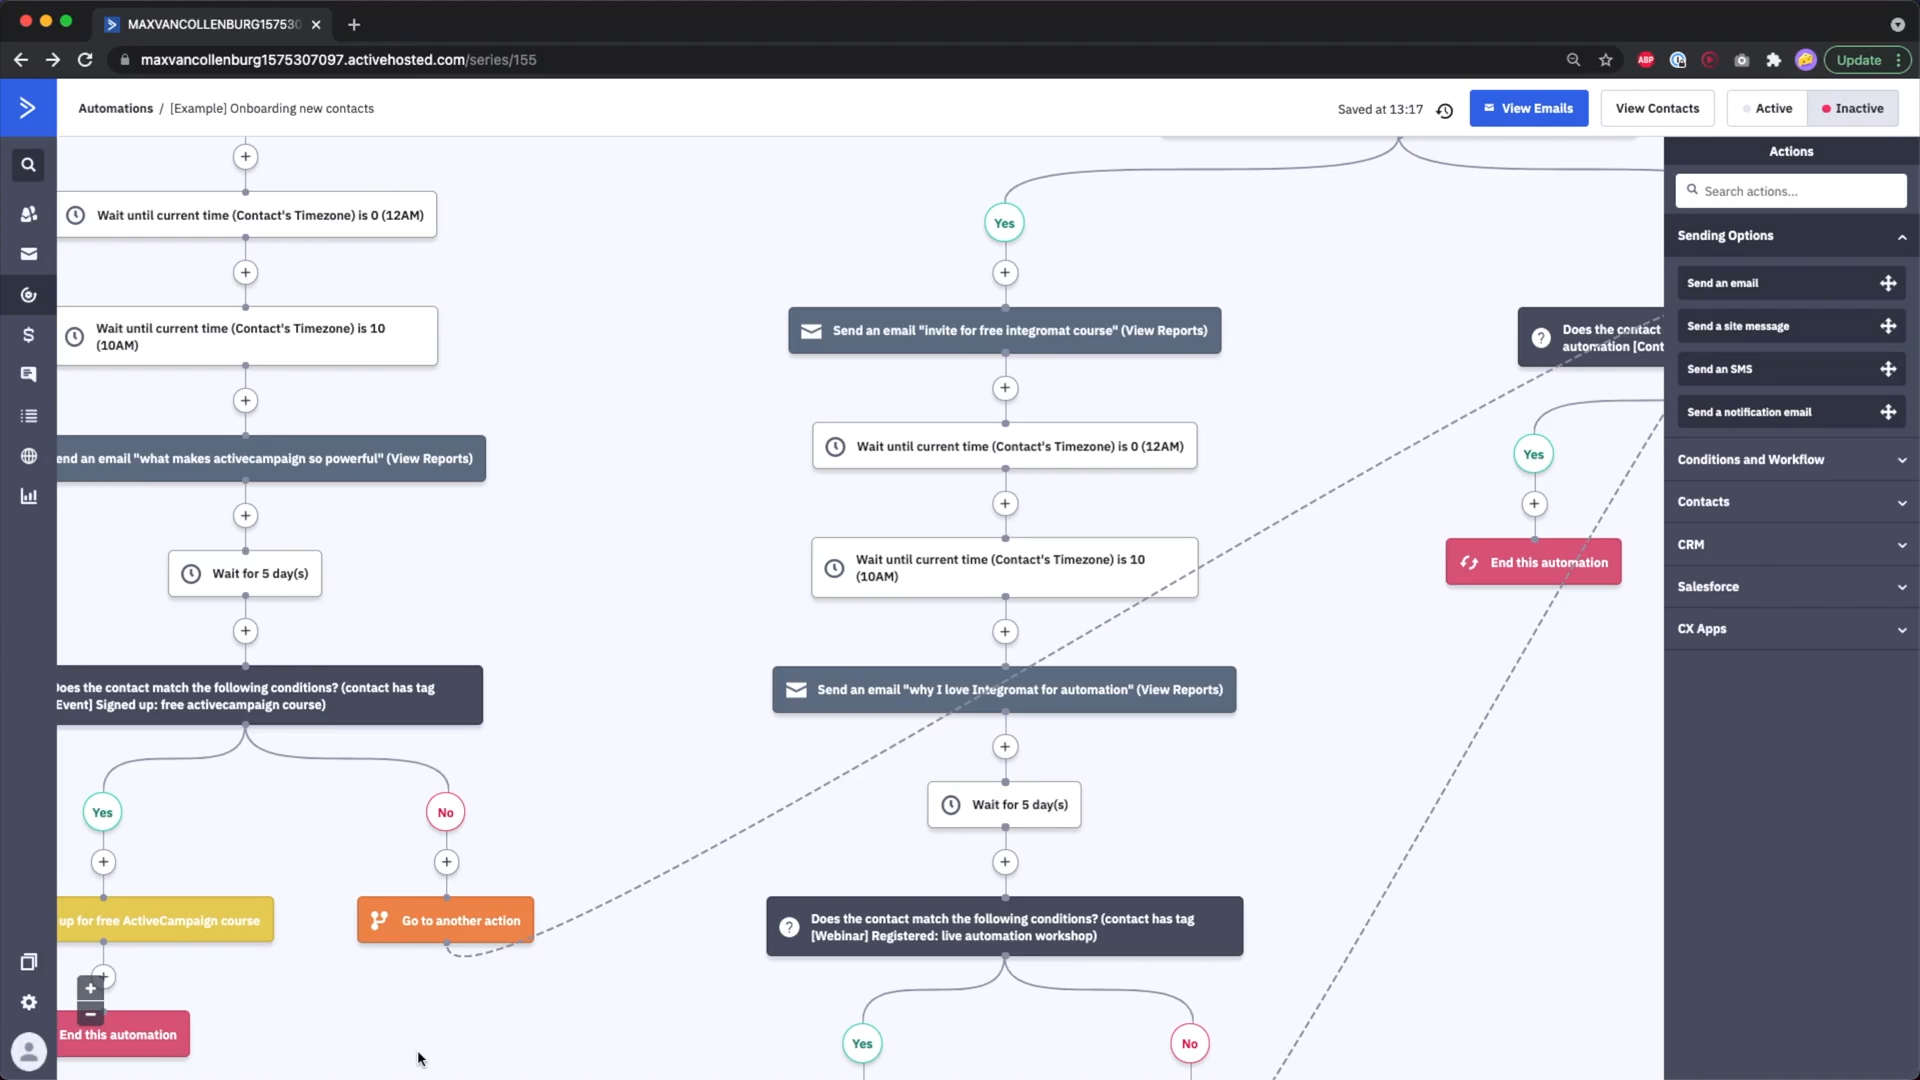 MAXVANCOLLENBURG157530
maxvancollenburg1575307097.activehosted.com/series/155
ABP
Update
Automations / [Example] Onboarding new contacts
Saved at 13:17
View Emails
View Contacts
Active
Inactive
Wait until current time (Contact's Timezone) is 0 (12AM)
Wait until current time (Contact's Timezone) is 10
(10AM)
end an email "what makes activecampaign so powerful" (View Reports)
Wait for 5 day(s)
Does the contact match the following conditions? (contact has tag
Event] Signed up: free activecampaign course)
Yes
No
up for free ActiveCampaign course
Go to another action
End this automation
Yes
Send an email "invite for free integromat course" (View Reports)
Wait until current time (Contact's Timezone) is 0 (12AM)
Wait until current time (Contact's Timezone) is 10
(10AM)
Send an email "why I love Integromat for automation" (View Reports)
Wait for 5 day(s)
Does the contact match the following conditions? (contact has tag
[Webinar] Registered: live automation workshop)
Yes
No
Does the contact
automation [Cont
Yes
End this automation
Actions
Search actions...
Sending Options
Send an email
Send a site message
Send an SMS
Send a notification email
Conditions and Workflow
Contacts
CRM
Salesforce
CX Apps